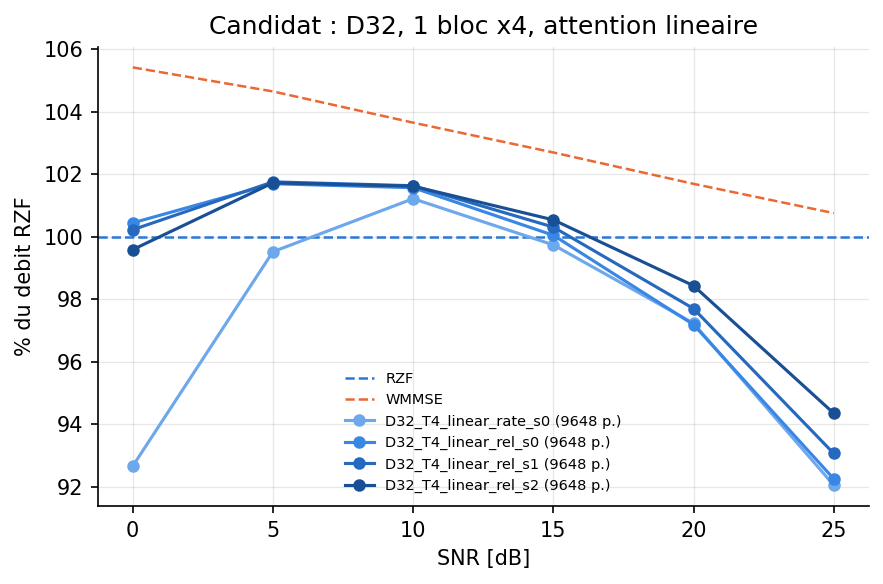 Candidat : D32, 1 bloc x4, attention lineaire
% du debit RZF
106
104
102
100
98
96
94
92
RZF
WMMSE
D32_T4_linear_rate_s0 (9648 p.)
D32_T4_linear_rel_s0 (9648 p.)
D32_T4_linear_rel_s1 (9648 p.)
D32_T4_linear_rel_s2 (9648 p.)
0 5 10 15 20 25
SNR [dB]